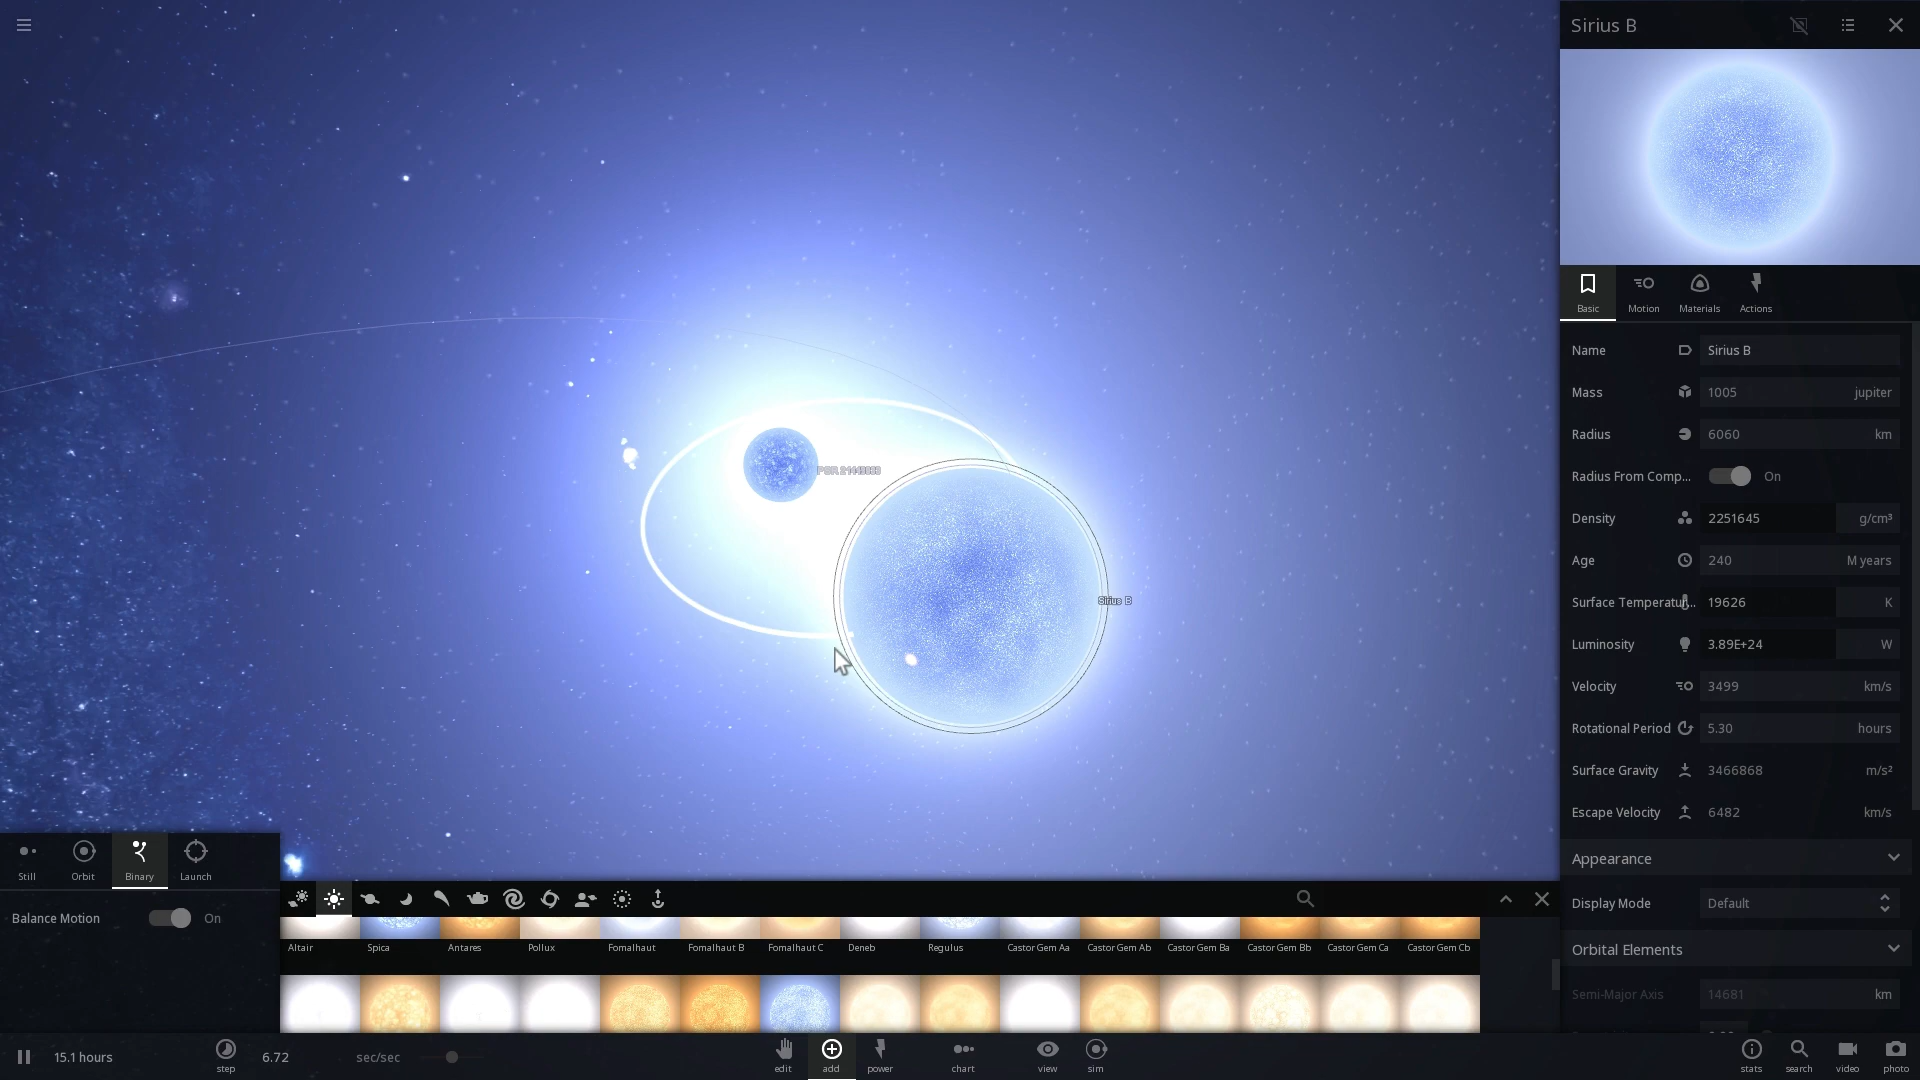 Sirius B
Basic
Motion
Materials
Actions
Name
Sirius B
Mass
1005
jupiter
Radius
6060
km
Radius From Comp...
On
Density
2251645
g/cm³
Age
240
M years
Surface Temperatur...
19626
K
Luminosity
3.89E+24
W
Velocity
3499
km/s
Rotational Period
5.30
hours
Surface Gravity
3466868
m/s²
Escape Velocity
6482
km/s
Appearance
Display Mode
Default
Orbital Elements
Semi-Major Axis
14681
km
Sirius B
Still
Orbit
Binary
Launch
Balance Motion
On
Altair
Spica
Antares
Pollux
Fomalhaut
Fomalhaut B
Fomalhaut C
Deneb
Regulus
Castor Gem Aa
Castor Gem Ab
Castor Gem Ba
Castor Gem Bb
Castor Gem Ca
Castor Gem Cb
15.1 hours
step
6.72
sec/sec
edit
add
power
chart
view
sim
stats
search
video
photo